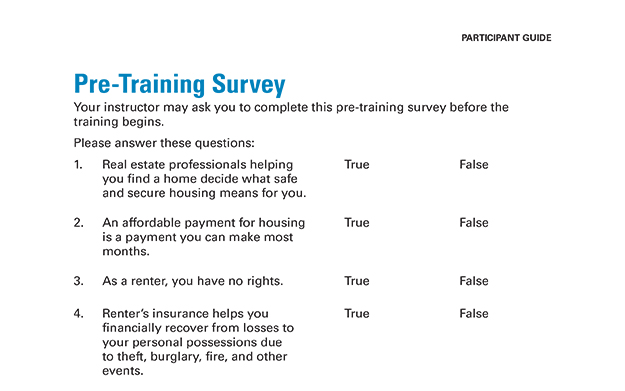 PARTICIPANT GUIDE
Pre-Training Survey
Your instructor may ask you to complete this pre-training survey before the
training begins.
Please answer these questions:
1. Real estate professionals helping True False
you find a home decide what safe
and secure housing means for you.
2. An affordable payment for housing True False
is a payment you can make most
months.
3. As a renter, you have no rights. True False
4. Renter’s insurance helps you True False
financially recover from losses to
your personal possessions due
to theft, burglary, fire, and other
events.